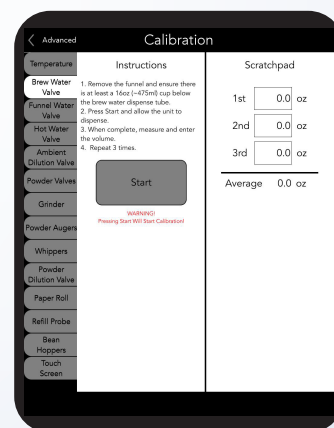 Advanced
Calibration
Temperature
Brew Water
Valve
Funnel Water
Valve
Hot Water
Valve
Ambient
Dilution Valve
Powder Valves
Grinder
Powder Augers
Whippers
Powder
Dilution Valve
Paper Roll
Refill Probe
Bean
Hoppers
Touch
Screen
Instructions
1. Remove the funnel and ensure there
is at least a 16oz (~475ml) cup below
the brew water dispense tube.
2. Press Start and allow the unit to
dispense.
3. When complete, measure and enter
the volume.
4. Repeat 3 times.
Start
WARNING!
Pressing Start Will Start Calibration!
Scratchpad
1st 0.0 oz
2nd 0.0 oz
3rd 0.0 oz
Average 0.0 oz